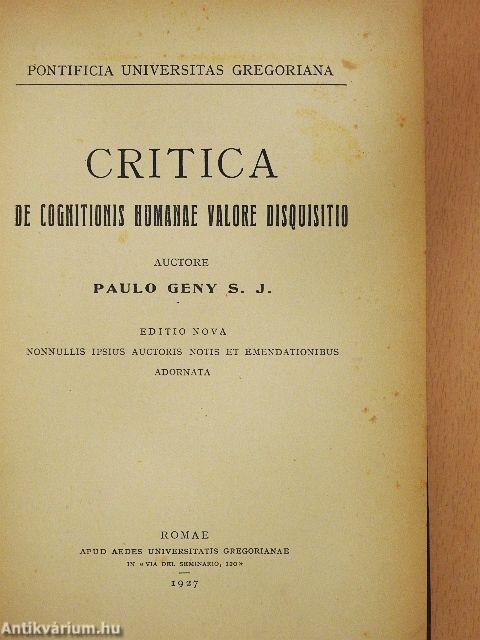 PONTIFICIA UNIVERSITAS GREGORIANA
CRITICA
DE COGNITIONIS HUMANAE VALORE DISQUISITIO
AUCTORE
PAULO GENY S. J.
EDITIO NOVA
NONNULLIS IPSIUS AUCTORIS NOTIS ET EMENDATIONIBUS
ADORNATA
ROMAE
APUD AEDES UNIVERSITATIS GREGORIANAE
IN «VIA DEL SEMINARIO, 120»
1927
Antikvárium.hu